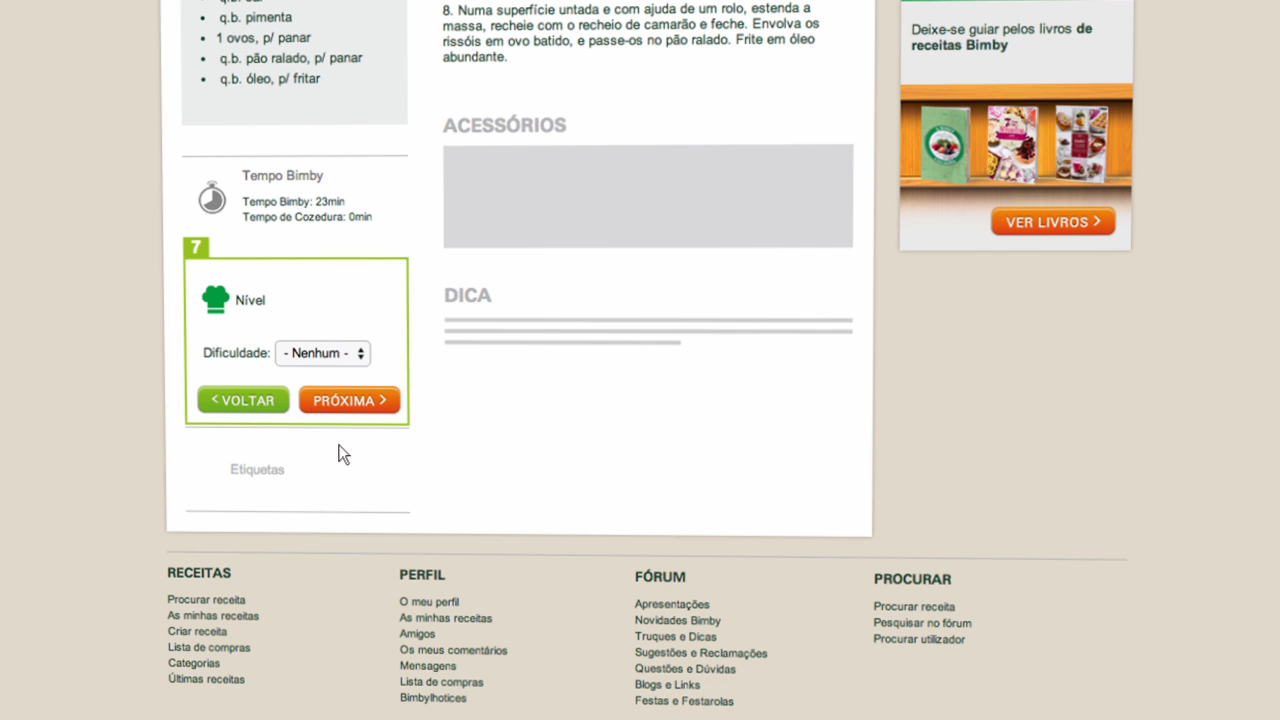 q.b. pimenta
1 ovos, p/ panar
q.b. pão ralado, p/ panar
q.b. óleo, p/ fritar
Tempo Bimby
Tempo Bimby: 23min
Tempo de Cozedura: 0min
7
Nível
Dificuldade: - Nenhum -
< VOLTAR
PRÓXIMA >
Etiquetas
8. Numa superfície untada e com ajuda de um rolo, estenda a
massa, recheie com o recheio de camarão e feche. Envolva os
rissóis em ovo batido, e passe-os no pão ralado. Frite em óleo
abundante.
ACESSÓRIOS
DICA
Deixe-se guiar pelos livros de
receitas Bimby
VER LIVROS >
RECEITAS
Procurar receita
As minhas receitas
Criar receita
Lista de compras
Categorias
Últimas receitas
PERFIL
O meu perfil
As minhas receitas
Amigos
Os meus comentários
Mensagens
Lista de compras
Bimbylhotices
FÓRUM
Apresentações
Novidades Bimby
Truques e Dicas
Sugestões e Reclamações
Questões e Dúvidas
Blogs e Links
Festas e Festarolas
PROCURAR
Procurar receita
Pesquisar no fórum
Procurar utilizador